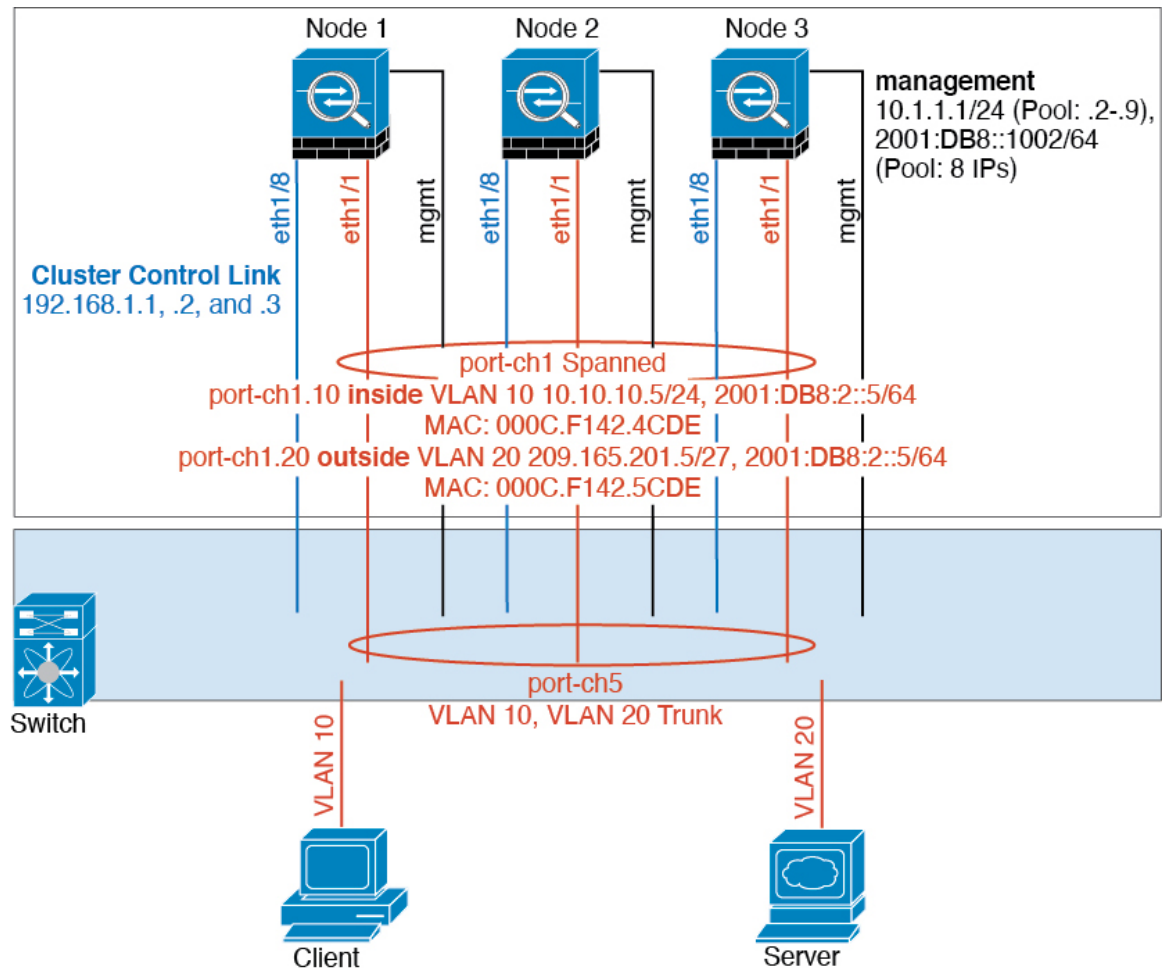 Node 1
Node 2
Node 3
management
10.1.1.1/24 (Pool: .2-.9),
2001:DB8::1002/64
(Pool: 8 IPs)
eth1/8
eth1/1
mgmt
eth1/8
eth1/1
mgmt
eth1/8
eth1/1
mgmt
Cluster Control Link
192.168.1.1, .2, and .3
port-ch1 Spanned
port-ch1.10 inside VLAN 10 10.10.10.5/24, 2001:DB8:2::5/64
MAC: 000C.F142.4CDE
port-ch1.20 outside VLAN 20 209.165.201.5/27, 2001:DB8:2::5/64
MAC: 000C.F142.5CDE
Switch
port-ch5
VLAN 10, VLAN 20 Trunk
VLAN 10
VLAN 20
Client
Server